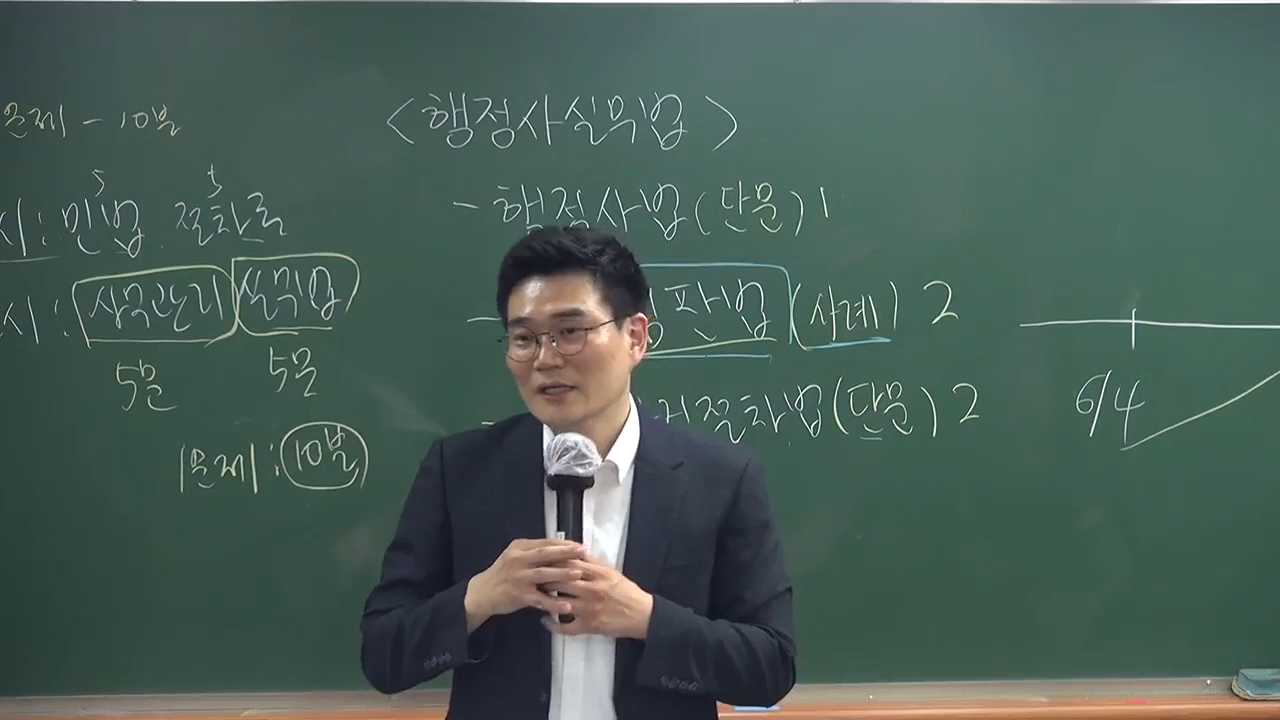 문제 - 10분
<행정사실무법>
5 5
시: 민법, 절차론
- 행정사법(단문) 1
시: 사무관리 실무법
판법 (사례) 2
5문 5문
절차법(단문) 2
6/4
1문제: 10분